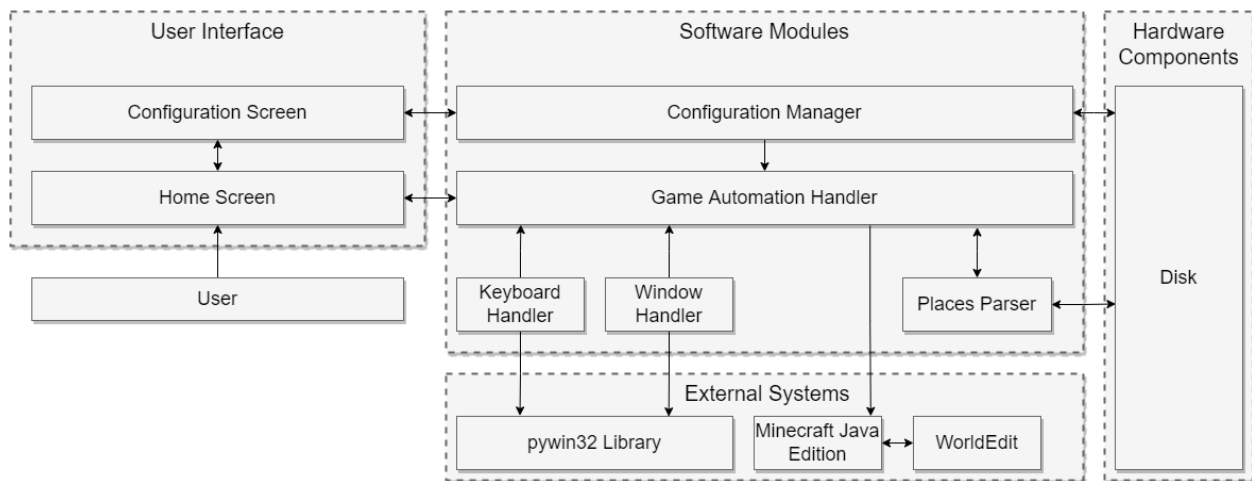 User Interface
Configuration Screen
Home Screen
User
Software Modules
Configuration Manager
Game Automation Handler
Keyboard
Handler
Window
Handler
Places Parser
External Systems
pywin32 Library
Minecraft Java
Edition
WorldEdit
Hardware
Components
Disk